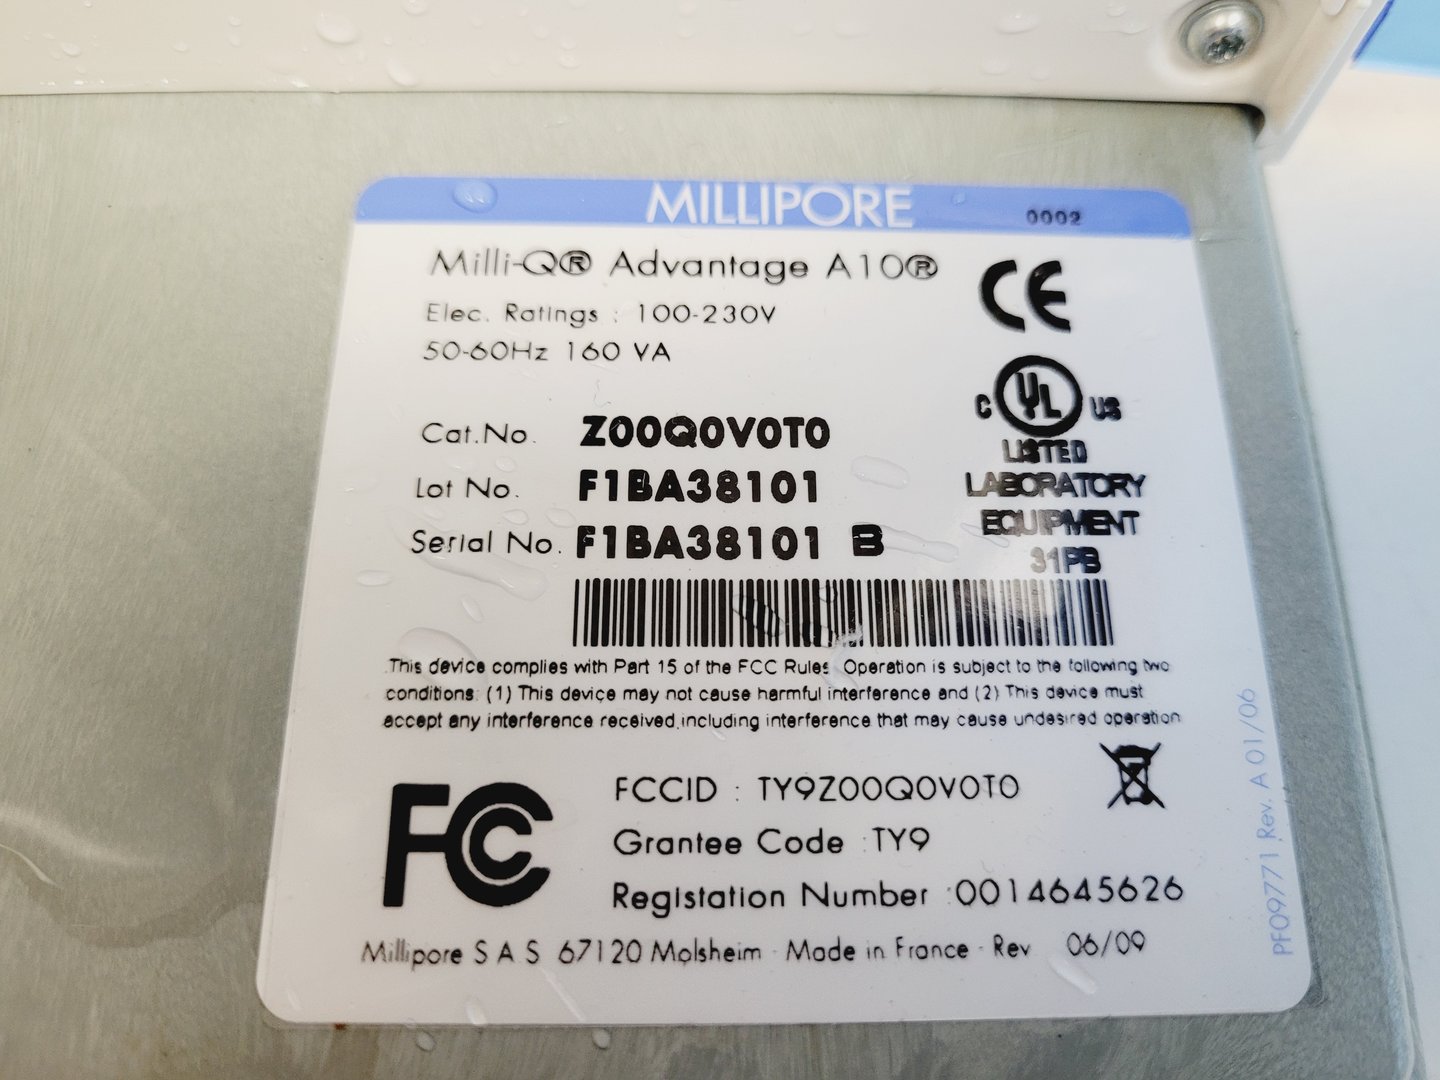 MILLIPORE 0002
Milli-Q® Advantage A10®
CE
Elec. Ratings : 100-230V
50-60Hz 160 VA
C UL US
LISTED
LABORATORY
EQUIPMENT
31PB
Cat.No. Z00Q0V0T0
Lot No. F1BA38101
Serial No. F1BA38101 B
This device complies with Part 15 of the FCC Rules. Operation is subject to the following two
conditions: (1) This device may not cause harmful interference and (2) This device must
accept any interference received,including interference that may cause undesired operation
FC
FCCID : TY9Z00Q0V0T0
Grantee Code :TY9
Registation Number :0014645626
Millipore S.A.S. 67120 Molsheim - Made in France - Rev 06/09
PF09771 Rev. A 01/06